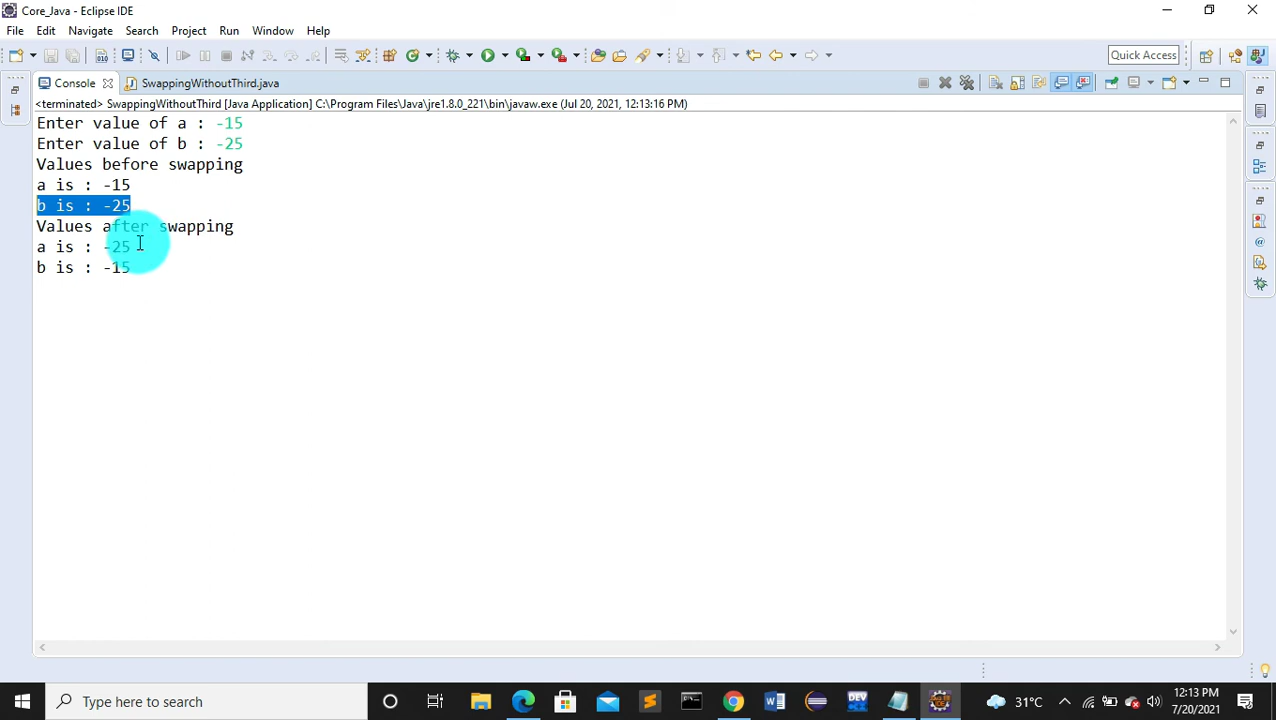 Core_Java - Eclipse IDE
File Edit Navigate Search Project Run Window Help
Quick Access
Console SwappingWithoutThird.java
<terminated> SwappingWithoutThird [Java Application] C:\Program Files\Java\jre1.8.0_221\bin\javaw.exe (Jul 20, 2021, 12:13:16 PM)
Enter value of a : -15
Enter value of b : -25
Values before swapping
a is : -15
b is : -25
Values after swapping
a is : -25
b is : -15
Type here to search
31°C
12:13 PM
7/20/2021